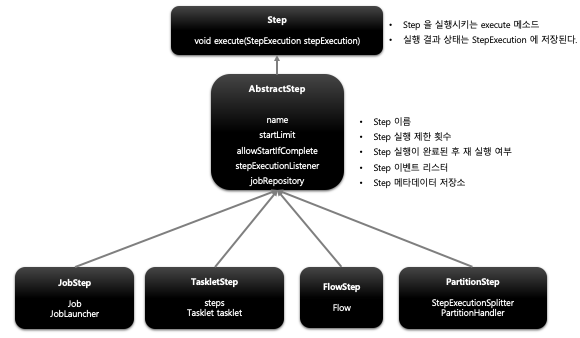 Step
void execute(StepExecution stepExecution)
• Step 을 실행시키는 execute 메소드
• 실행 결과 상태는 StepExecution 에 저장된다.
AbstractStep
name
startLimit
allowStartIfComplete
stepExecutionListener
jobRepository
• Step 이름
• Step 실행 제한 횟수
• Step 실행이 완료된 후 재 실행 여부
• Step 이벤트 리스터
• Step 메타데이터 저장소
JobStep
Job
JobLauncher
TaskletStep
steps
Tasklet tasklet
FlowStep
Flow
PartitionStep
StepExecutionSplitter
PartitionHandler